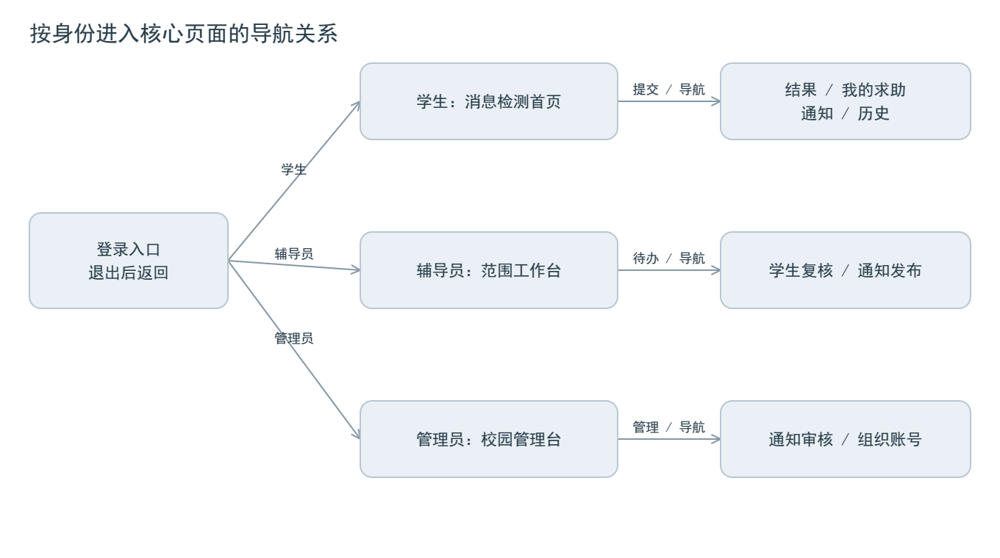 按身份进入核心页面的导航关系
学生：消息检测首页
提交 / 导航
结果 / 我的求助
通知 / 历史
学生
登录入口
退出后返回
辅导员
辅导员：范围工作台
待办 / 导航
学生复核 / 通知发布
管理员
管理员：校园管理台
管理 / 导航
通知审核 / 组织账号